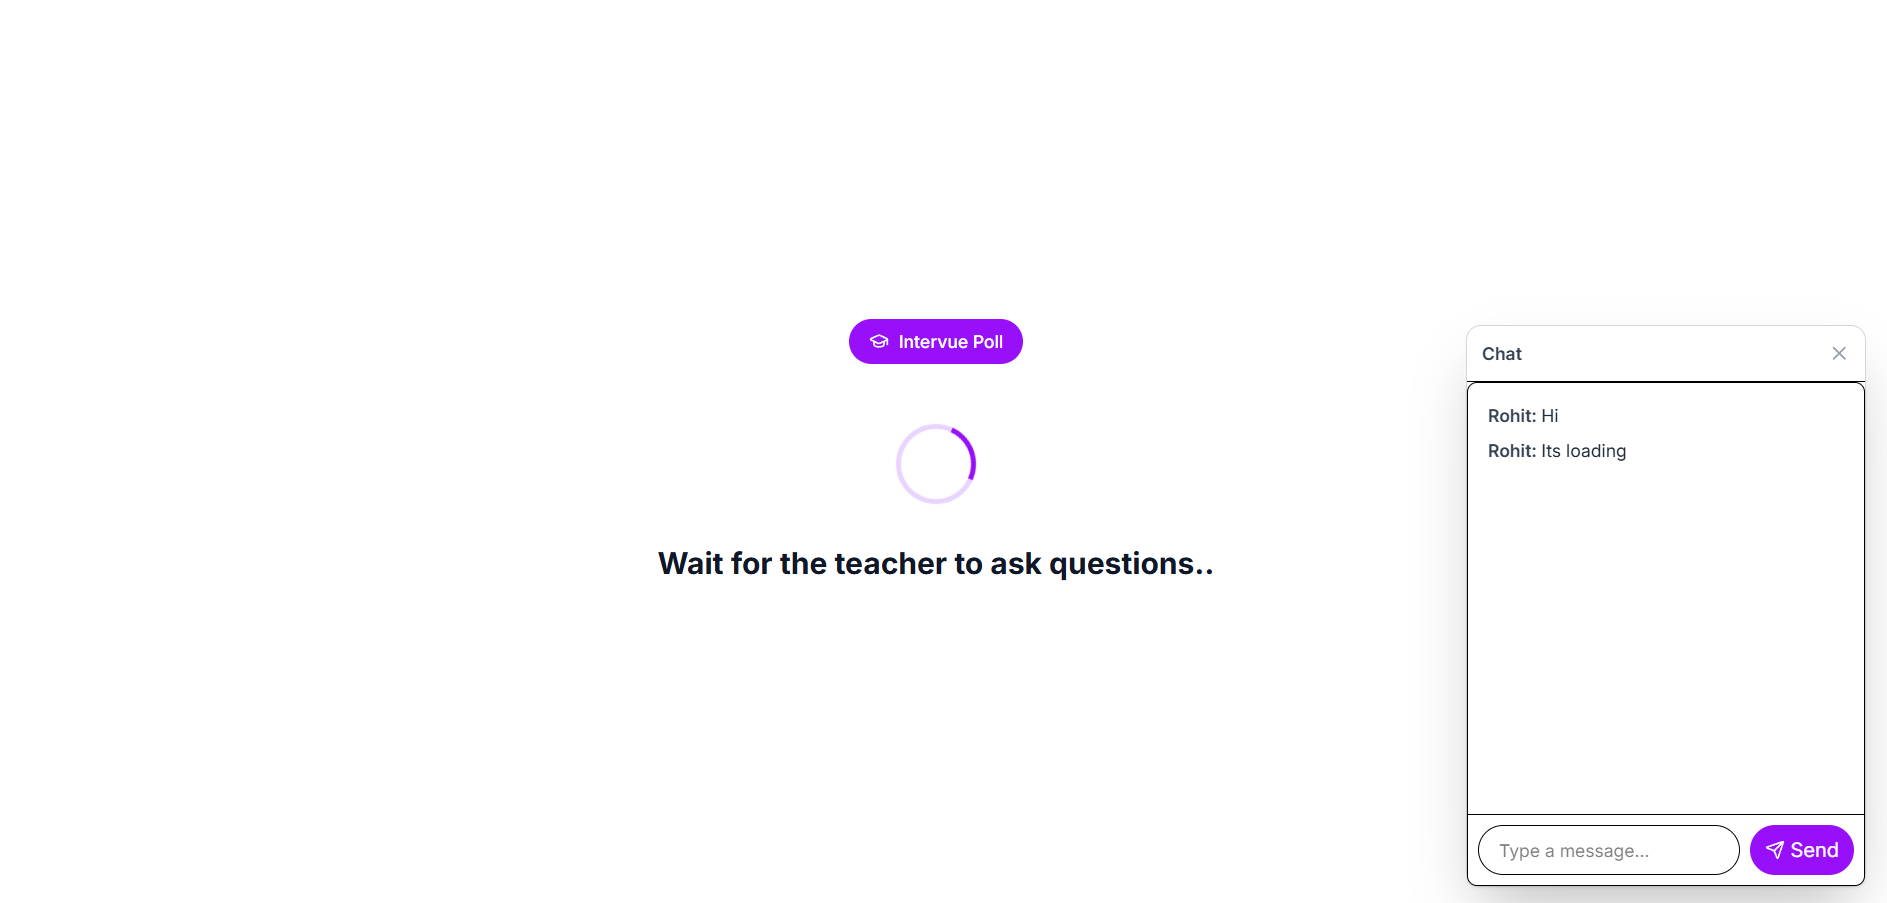 Intervue Poll
Wait for the teacher to ask questions..
Chat
Rohit: Hi
Rohit: Its loading
Type a message...
Send